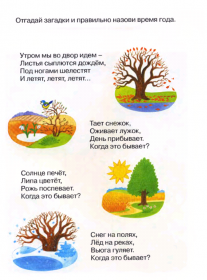 Отгадай загадки и правильно назови время года.
Утром мы во двор идем –
Листья сыплются дождём,
Под ногами шелестят
И летят, летят, летят...
Тает снежок,
Оживает лужок,
День прибывает.
Когда это бывает?
Солнце печёт,
Липа цветёт,
Рожь поспевает.
Когда это бывает?
Снег на полях,
Лёд на реках,
Вьюга гуляет.
Когда это бывает?